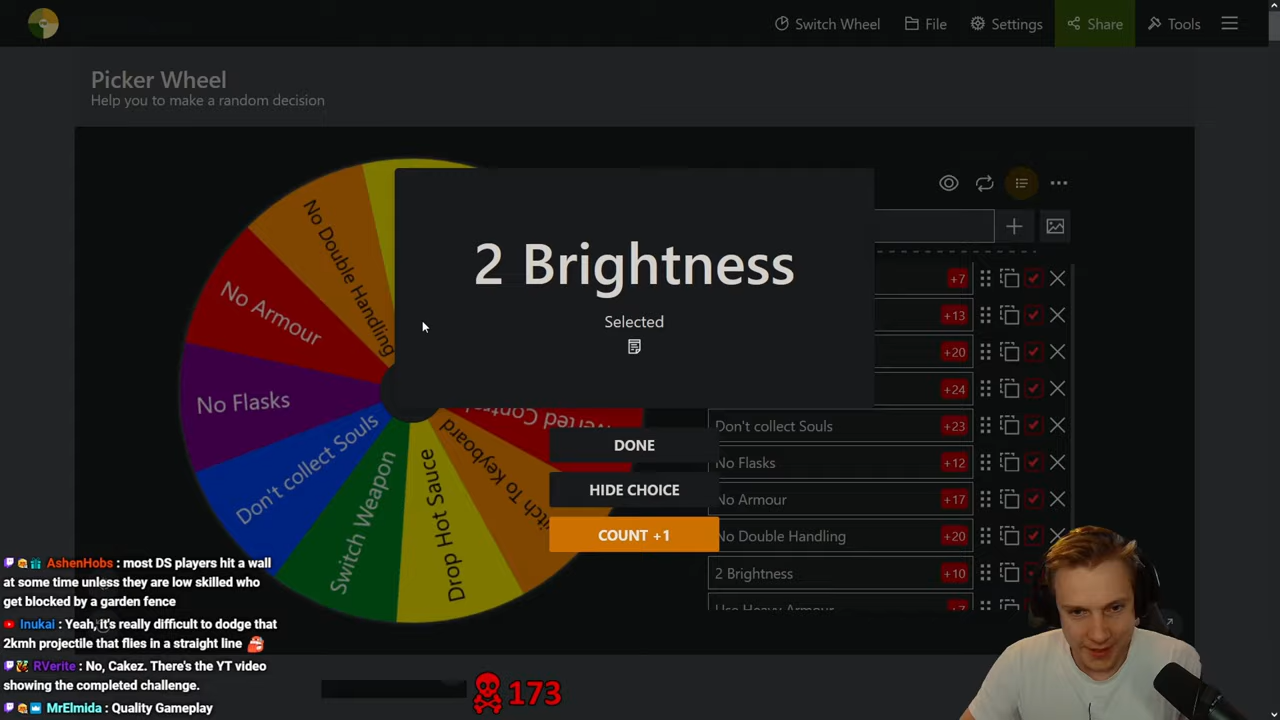 Switch Wheel
File
Settings
Share
Tools
Picker Wheel
Help you to make a random decision
No Double Handling
No Armour
No Flasks
Don't collect Souls
Switch Weapon
Drop Hot Sauce
2 Brightness
Selected
DONE
HIDE CHOICE
COUNT +1
+7
+13
+20
+24
Don't collect Souls +23
No Flasks +12
No Armour +17
No Double Handling +20
2 Brightness +10
Use Heavy Armour +7
AshenHobs: most DS players hit a wall
at some time unless they are low skilled who
get blocked by a garden fence
Inukai: Yeah, it's really difficult to dodge that
2kmh projectile that flies in a straight line
RVerite: No, Cakez. There's the YT video
showing the completed challenge.
MrElmida: Quality Gameplay
173